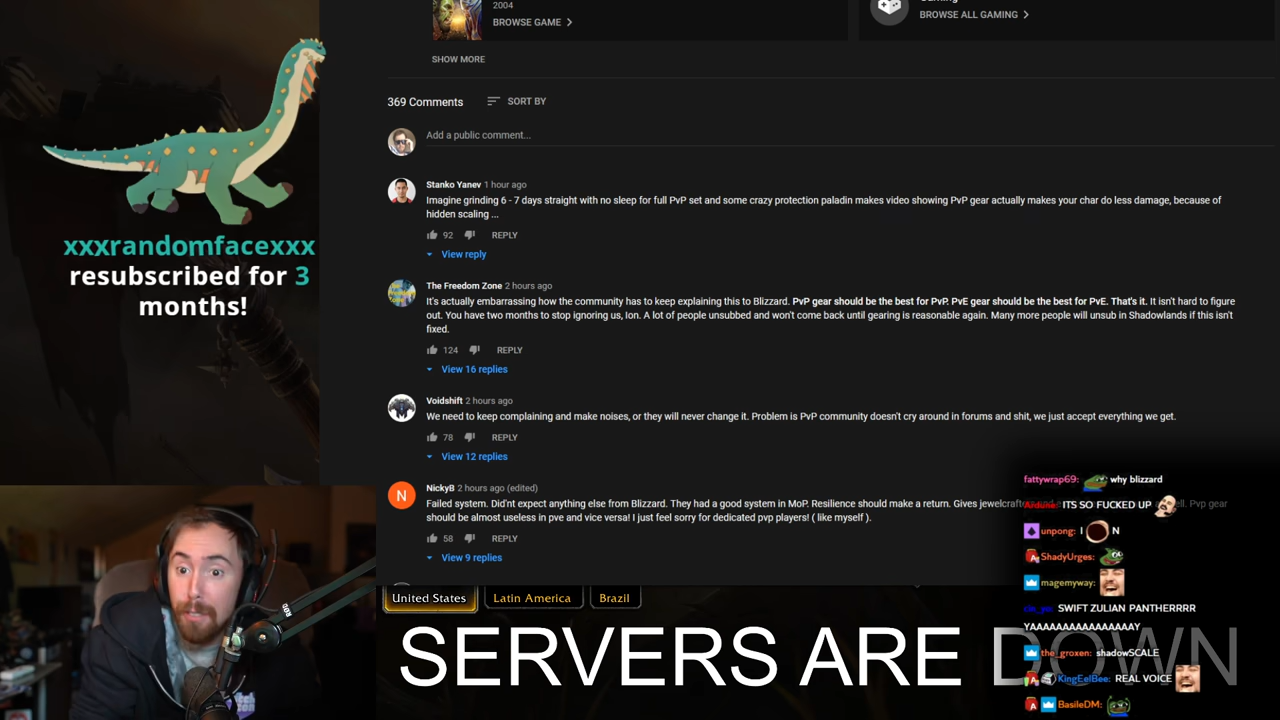 2004
BROWSE GAME
BROWSE ALL GAMING
SHOW MORE
369 Comments
SORT BY
Add a public comment...
Stanko Yanev 1 hour ago
Imagine grinding 6 - 7 days straight with no sleep for full PvP set and some crazy protection paladin makes video showing PvP gear actually makes your char do less damage, because of
hidden scaling ...
92 REPLY
View reply
The Freedom Zone 2 hours ago
It's actually embarrassing how the community has to keep explaining this to Blizzard. PvP gear should be the best for PvP. PvE gear should be the best for PvE. That's it. It isn't hard to figure
out. You have two months to stop ignoring us, Ion. A lot of people unsubbed and won't come back until gearing is reasonable again. Many more people will unsub in Shadowlands if this isn't
fixed.
124 REPLY
View 16 replies
Voidshift 2 hours ago
We need to keep complaining and make noises, or they will never change it. Problem is PvP community doesn't cry around in forums and shit, we just accept everything we get.
78 REPLY
View 12 replies
N
NickyB 2 hours ago (edited)
Failed system. Did'nt expect anything else from Blizzard. They had a good system in MoP. Resilience should make a return. Gives jewelcrafters Pvp gear
should be almost useless in pve and vice versa! I just feel sorry for dedicated pvp players! ( like myself ).
58 REPLY
View 9 replies
xxxrandomfacexxx
resubscribed for 3
months!
fattywrap69: why blizzard
ITS SO FUCKED UP
unpong: I N
ShadyUrges:
magemyway:
SWIFT ZULIAN PANTHERRRR
YAAAAAAAAAAAAAAAY
the_groxen: shadowSCALE
KingEelBee: REAL VOICE
BasileDM:
United States
Latin America
Brazil
SERVERS ARE DOWN